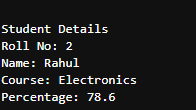 Student Details
Roll No: 2
Name: Rahul
Course: Electronics
Percentage: 78.6